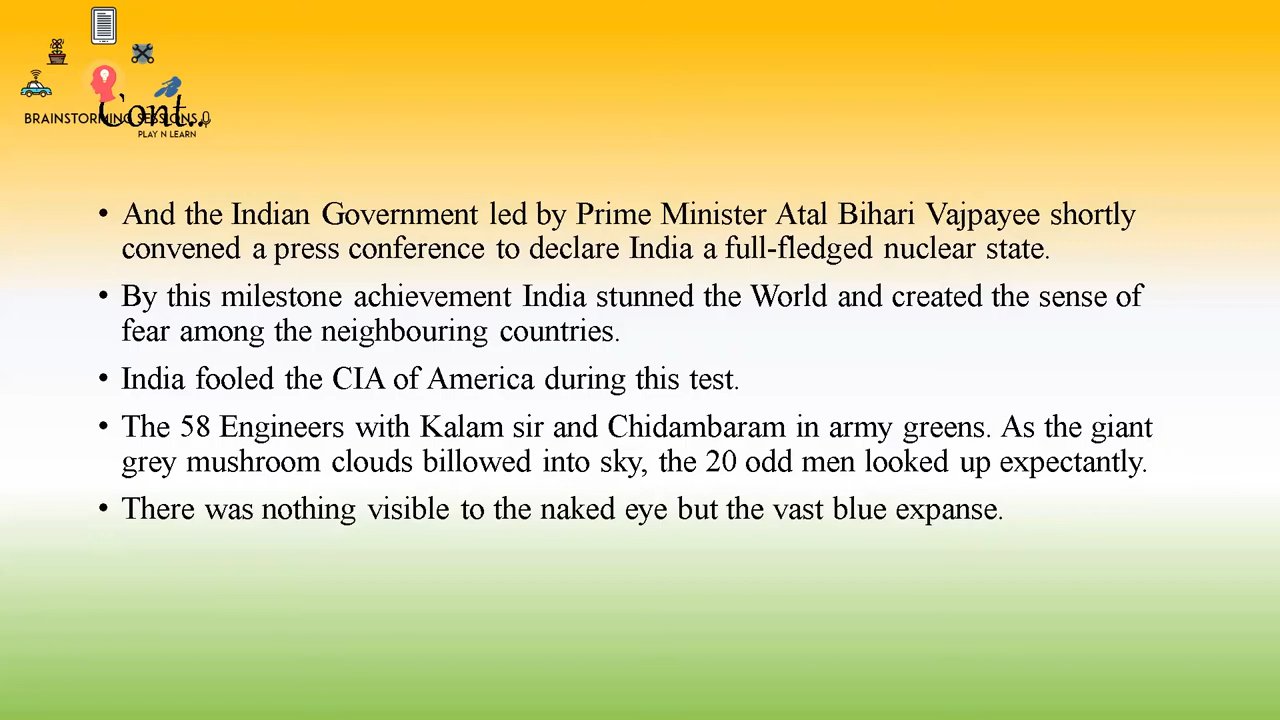 BRAINSTORMING SESSIONS
Cont..
PLAY N LEARN
• And the Indian Government led by Prime Minister Atal Bihari Vajpayee shortly
convened a press conference to declare India a full-fledged nuclear state.
• By this milestone achievement India stunned the World and created the sense of
fear among the neighbouring countries.
• India fooled the CIA of America during this test.
• The 58 Engineers with Kalam sir and Chidambaram in army greens. As the giant
grey mushroom clouds billowed into sky, the 20 odd men looked up expectantly.
• There was nothing visible to the naked eye but the vast blue expanse.